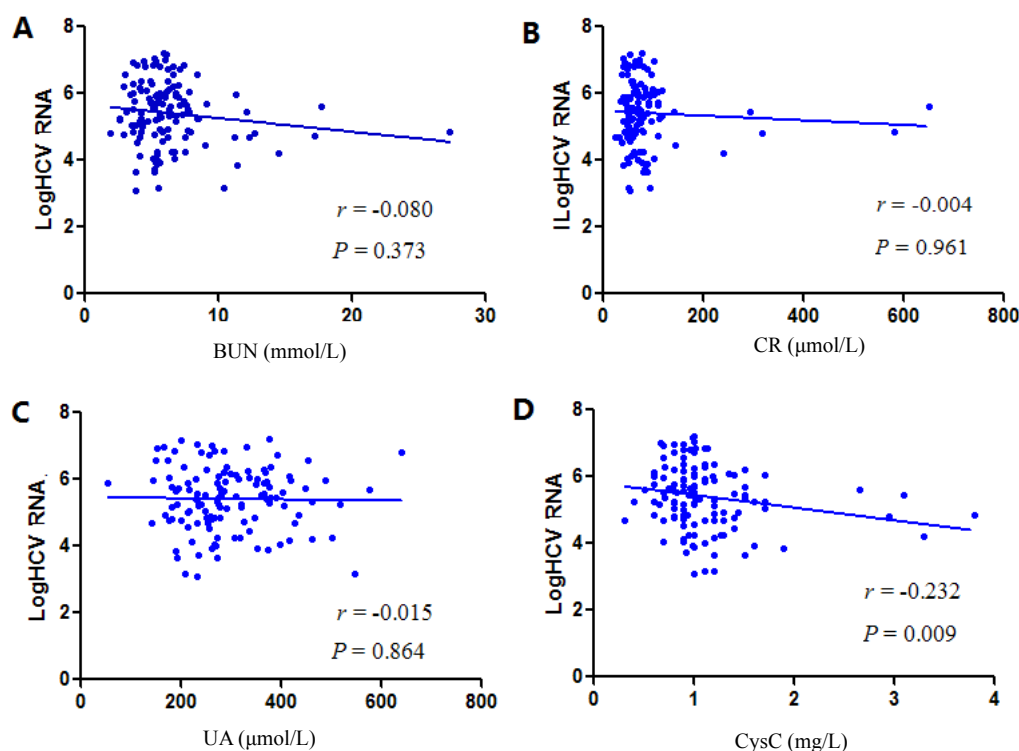 A
LogHCV RNA
8
6
4
2
0
r = -0.080
P = 0.373
0 10 20 30
BUN (mmol/L)
B
lLogHCV RNA
8
6
4
2
0
r = -0.004
P = 0.961
0 200 400 600 800
CR (μmol/L)
C
LogHCV RNA
8
6
4
2
0
r = -0.015
P = 0.864
0 200 400 600 800
UA (μmol/L)
D
LogHCV RNA
8
6
4
2
0
r = -0.232
P = 0.009
0 1 2 3 4
CysC (mg/L)